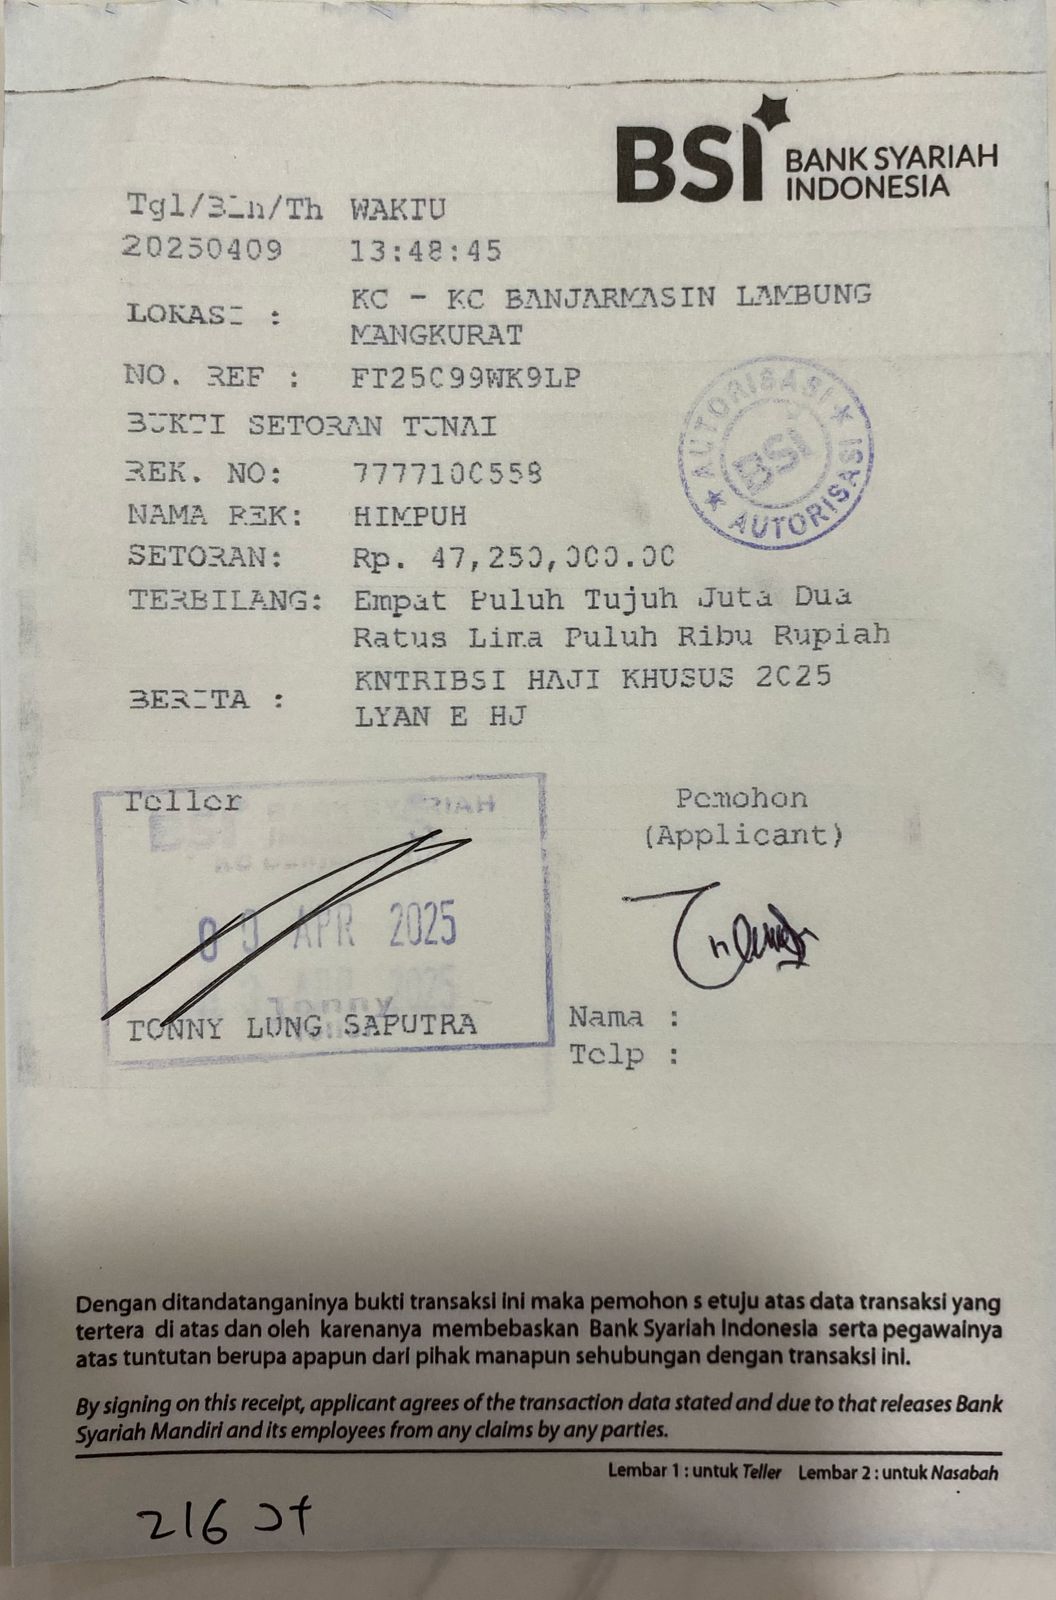 BSI BANK SYARIAH
INDONESIA
Tgl/Bln/Th WAKTU
20250409 13:48:45
LOKASI : KC - KC BANJARMASIN LAMBUNG
MANGKURAT
NO. REF : FT25C99WK9LP
BUKTI SETORAN TUNAI
REK. NO: 7777100558
NAMA REK: HIMPUH
SETORAN: Rp. 47,250,000.00
TERBILANG: Empat Puluh Tujuh Juta Dua
Ratus Lima Puluh Ribu Rupiah
BERITA : KNTRIBSI HAJI KHUSUS 2025
LYAN E HJ
AUTORISASI
BSI
AUTORISASI
Teller Pemohon
(Applicant)
09 APR 2025
Tonny
TONNY LUNG SAPUTRA
Nama :
Telp :
Dengan ditandatanganinya bukti transaksi ini maka pemohon s etuju atas data transaksi yang
tertera di atas dan oleh karenanya membebaskan Bank Syariah Indonesia serta pegawainya
atas tuntutan berupa apapun dari pihak manapun sehubungan dengan transaksi ini.
By signing on this receipt, applicant agrees of the transaction data stated and due to that releases Bank
Syariah Mandiri and its employees from any claims by any parties.
Lembar 1 : untuk Teller Lembar 2 : untuk Nasabah
216